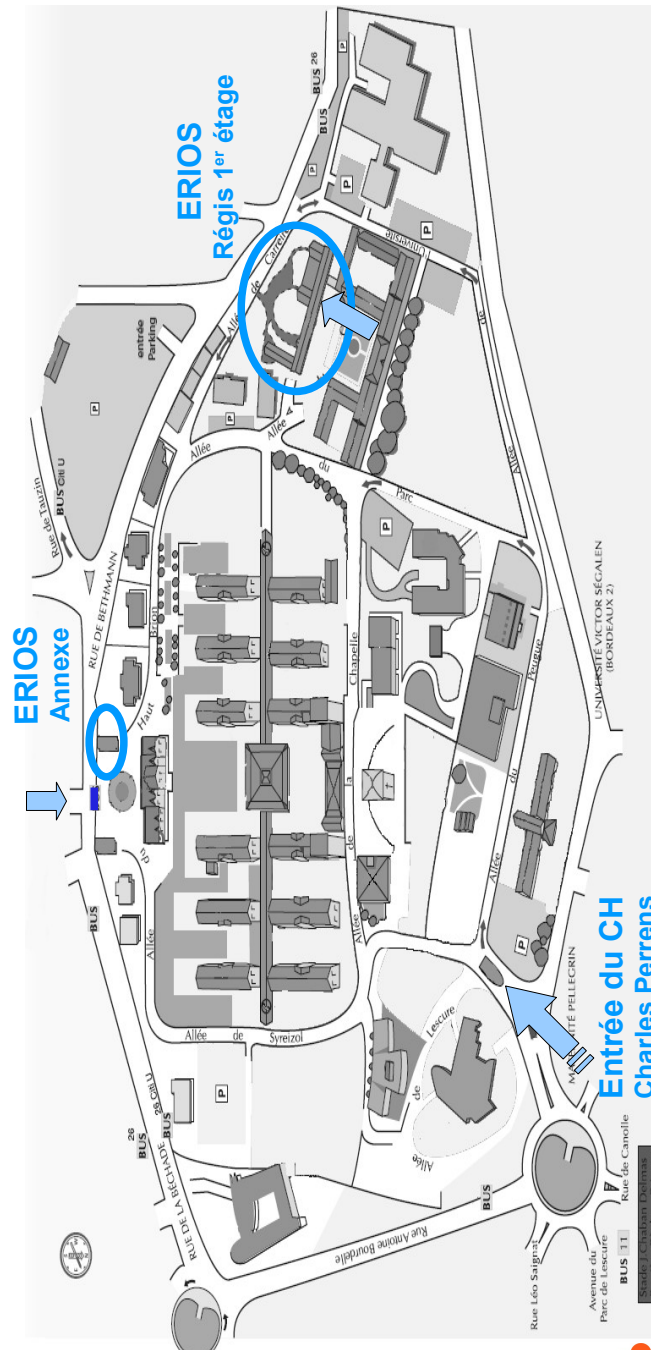 BUS 26
BUS
P
ERIOS
Régis 1er étage
Allée de Carreire
P
Université
P
P
entrée
Parking
P
Rue de Tauzin
BUS Citi U
Allée
P
Allée
du
Parc
de
Allée
P
RUE DE BETHMANN
Brion
Haut
du
Allée
ERIOS
Annexe
BUS
Chapelle
la
de
Allée
Peugue
du
Allée
P
UNIVERSITÉ VICTOR SÉGALEN
(BORDEAUX 2)
Allée de Syreizol
P
Lescure
de
Allée
Entrée du CH
Charles Perrens
26
BUS
26 Citi U
BUS
RUE DE LA BÉCHADE
Rue Antoine Bourdelle
BUS
PELLEGRIN
Rue Léo Saignat
Avenue du
Parc de Lescure
Rue de Canolle
BUS 11
Stade J Chaban Delmas